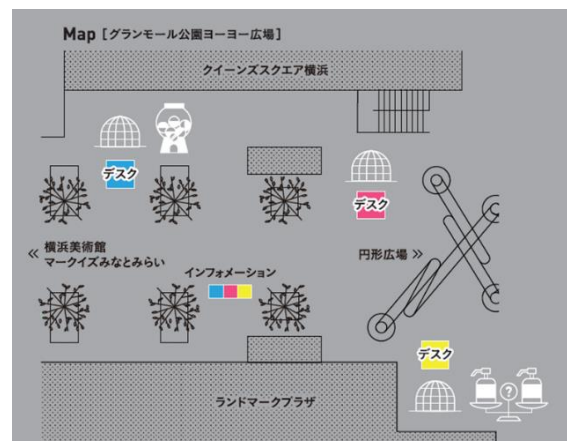 Map［グランモール公園ヨーヨー広場］
クイーンズスクエア横浜
デスク
デスク
≪ 横浜美術館
マークイズみなとみらい
円形広場 ≫
インフォメーション
デスク
?
ランドマークプラザ